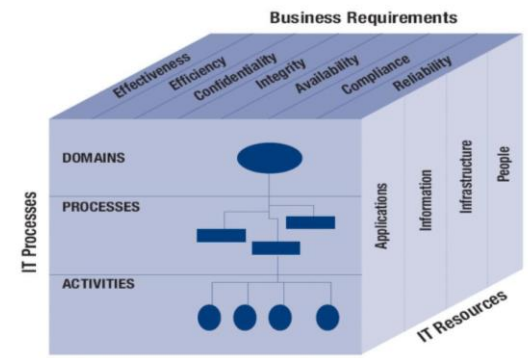 Business Requirements
Effectiveness
Efficiency
Confidentiality
Integrity
Availability
Compliance
Reliability
IT Processes
DOMAINS
PROCESSES
ACTIVITIES
Applications
Information
Infrastructure
People
IT Resources